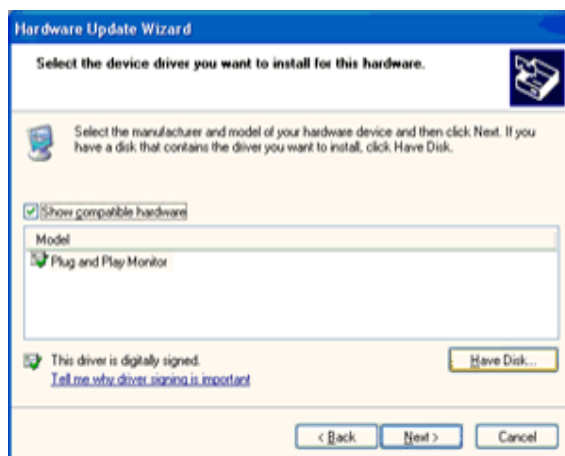 Hardware Update Wizard
Select the device driver you want to install for this hardware.
Select the manufacturer and model of your hardware device and then click Next. If you
have a disk that contains the driver you want to install, click Have Disk.
Show compatible hardware
Model
Plug and Play Monitor
This driver is digitally signed.
Have Disk...
Tell me why driver signing is important
< Back
Next >
Cancel